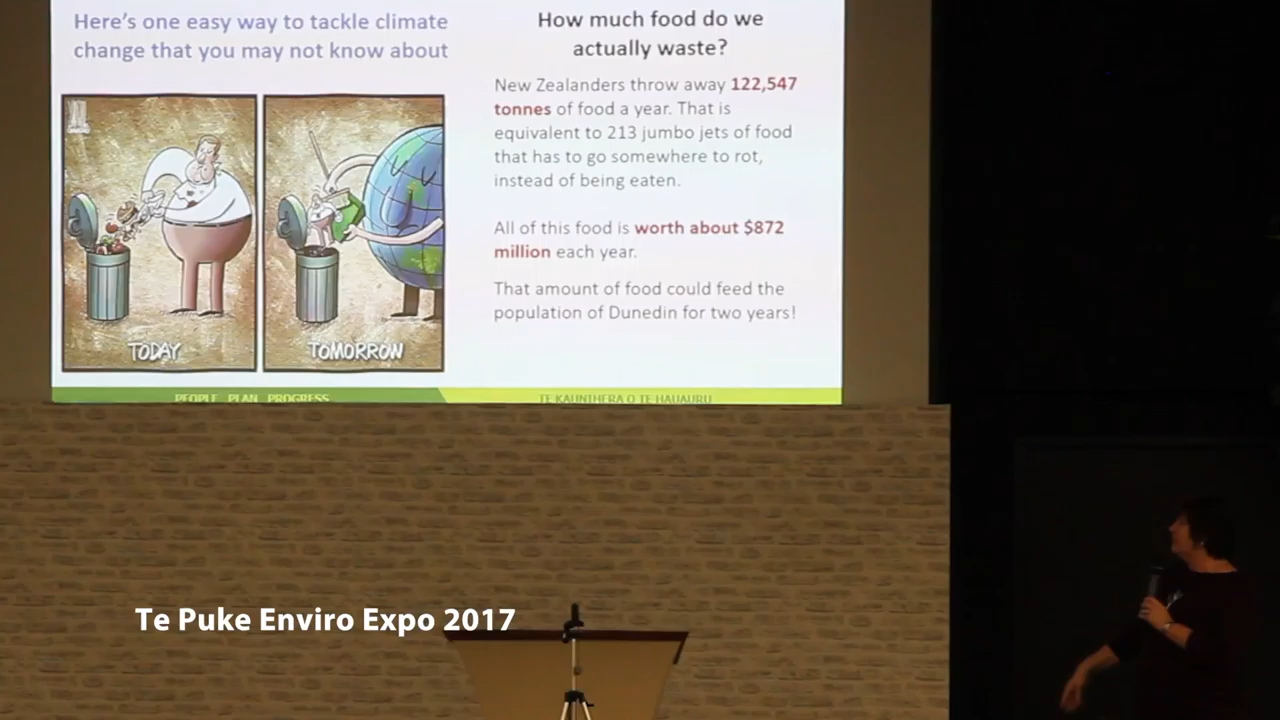 Here's one easy way to tackle climate
change that you may not know about
TODAY
TOMORROW
How much food do we
actually waste?
New Zealanders throw away 122,547
tonnes of food a year. That is
equivalent to 213 jumbo jets of food
that has to go somewhere to rot,
instead of being eaten.
All of this food is worth about $872
million each year.
That amount of food could feed the
population of Dunedin for two years!
PEOPLE PLAN PROGRESS
TE KAUNIHERA O TE HAUAURU
Te Puke Enviro Expo 2017